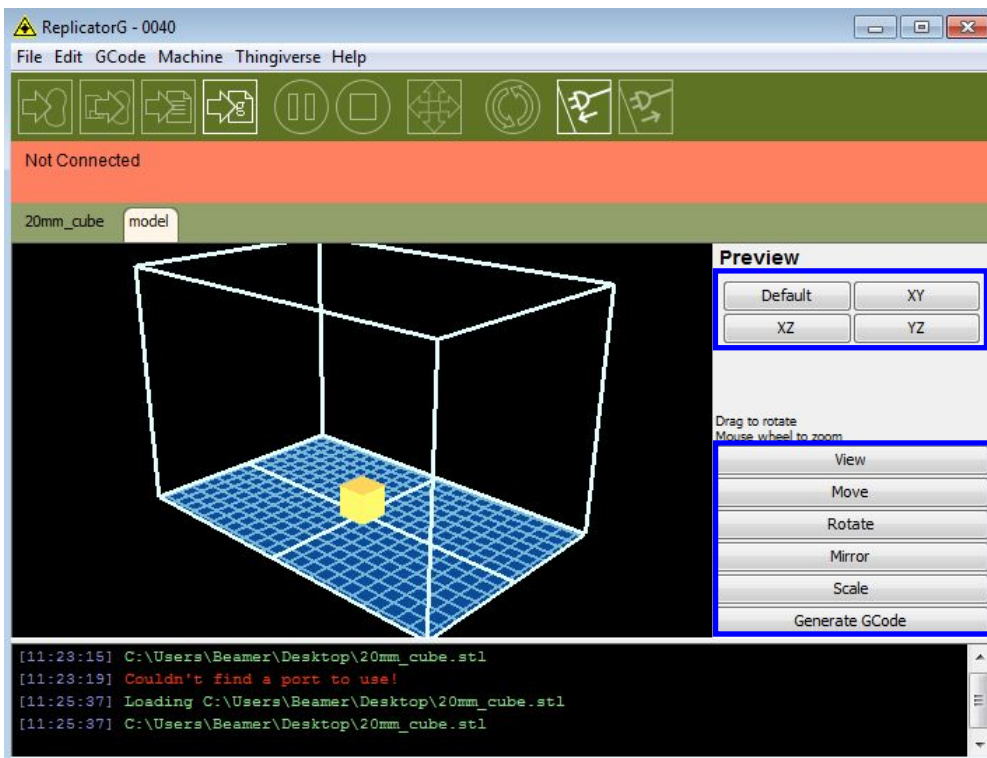 ReplicatorG - 0040
File Edit GCode Machine Thingiverse Help
g
Not Connected
20mm_cube model
Preview
Default XY
XZ YZ
Drag to rotate
Mouse wheel to zoom
View
Move
Rotate
Mirror
Scale
Generate GCode
[11:23:15] C:\Users\Beamer\Desktop\20mm_cube.stl
[11:23:19] Couldn't find a port to use!
[11:25:37] Loading C:\Users\Beamer\Desktop\20mm_cube.stl
[11:25:37] C:\Users\Beamer\Desktop\20mm_cube.stl